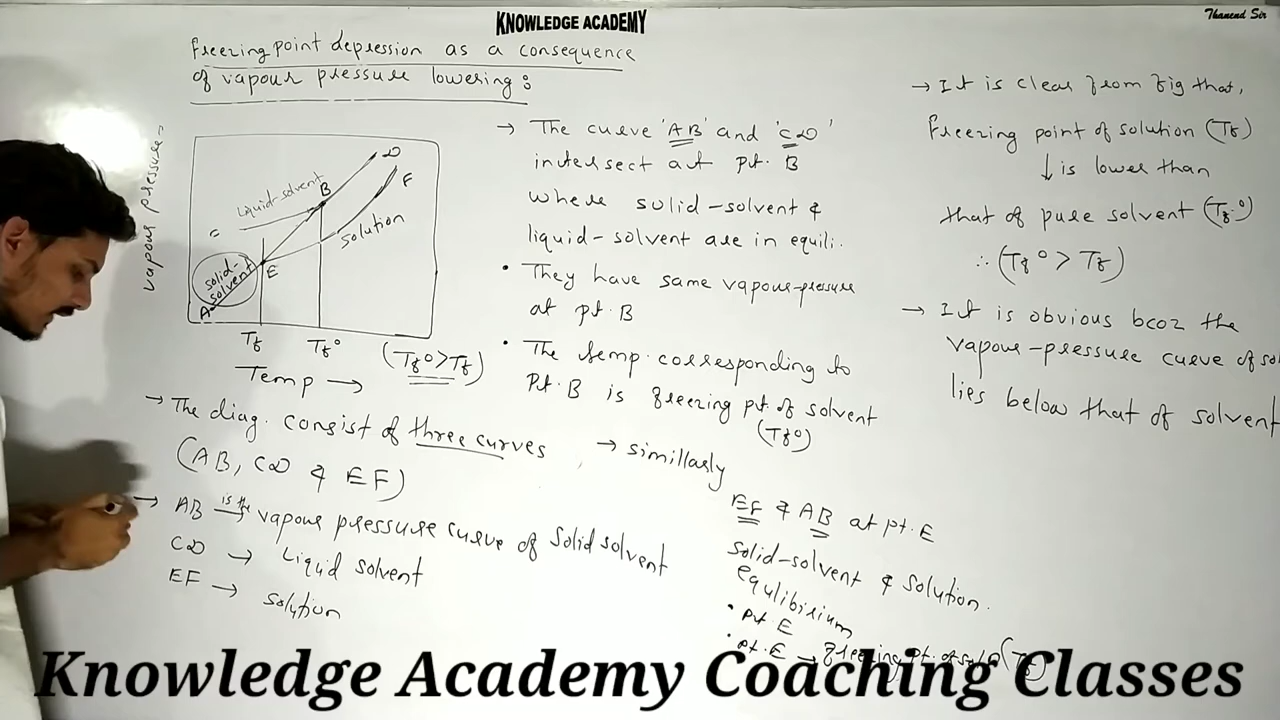 KNOWLEDGE ACADEMY
Thanend Sir
freezing point depression as a consequence
of vapour pressure lowering :
vapour pressure →
Liquid-solvent
D
B
F
C
solution
solid-
solvent
E
A
Tf
Tf°
(Tf° > Tf)
Temp →
→ The diag. consist of three curves
(AB, CD & EF)
→ AB is the → vapour pressure curve of solid solvent
CD → Liquid solvent
EF → solution
→ The curve 'AB' and 'CD'
intersect at pt. B
where solid-solvent &
liquid-solvent are in equili.
• They have same vapour-pressure
at pt. B
• The temp. corresponding to
Pt. B is freezing pt. of solvent
(Tf°)
→ simillarly
EF & AB at pt. E
Solid-solvent & solution
equlibirium
• pt. E
• pt. E → freezing pt. of soln (Tf)
→ It is clear from fig that,
freezing point of solution (Tf)
↓ is lower than
that of pure solvent (Tf°)
∴ (Tf° > Tf)
→ It is obvious bcoz the
vapour-pressure curve of so
lies below that of solvent
Knowledge Academy Coaching Classes